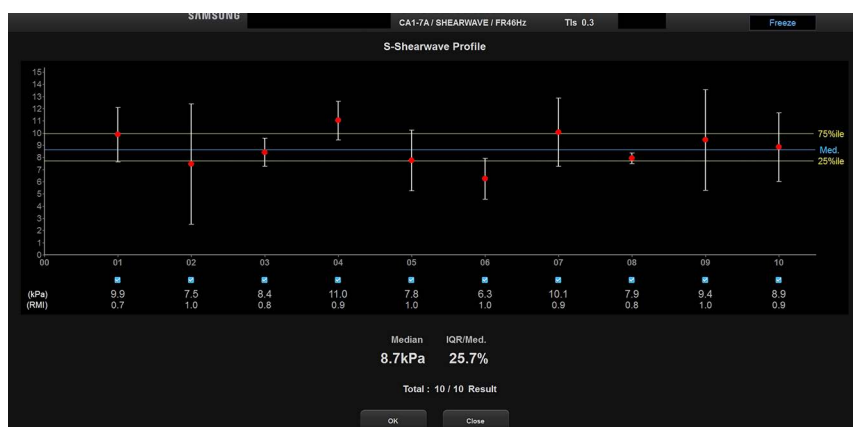 SAMSUNG
CA1-7A / SHEARWAVE / FR46Hz TIs 0.3 Freeze
S-Shearwave Profile
15
14
13
12
11
10 75%ile
9 Med.
8 25%ile
7
6
5
4
3
2
1
0
00 01 02 03 04 05 06 07 08 09 10
(kPa) 9.9 7.5 8.4 11.0 7.8 6.3 10.1 7.9 9.4 8.9
(RMI) 0.7 1.0 0.8 0.9 1.0 1.0 0.9 0.8 1.0 0.9
Median IQR/Med.
8.7kPa 25.7%
Total : 10 / 10 Result
OK Close